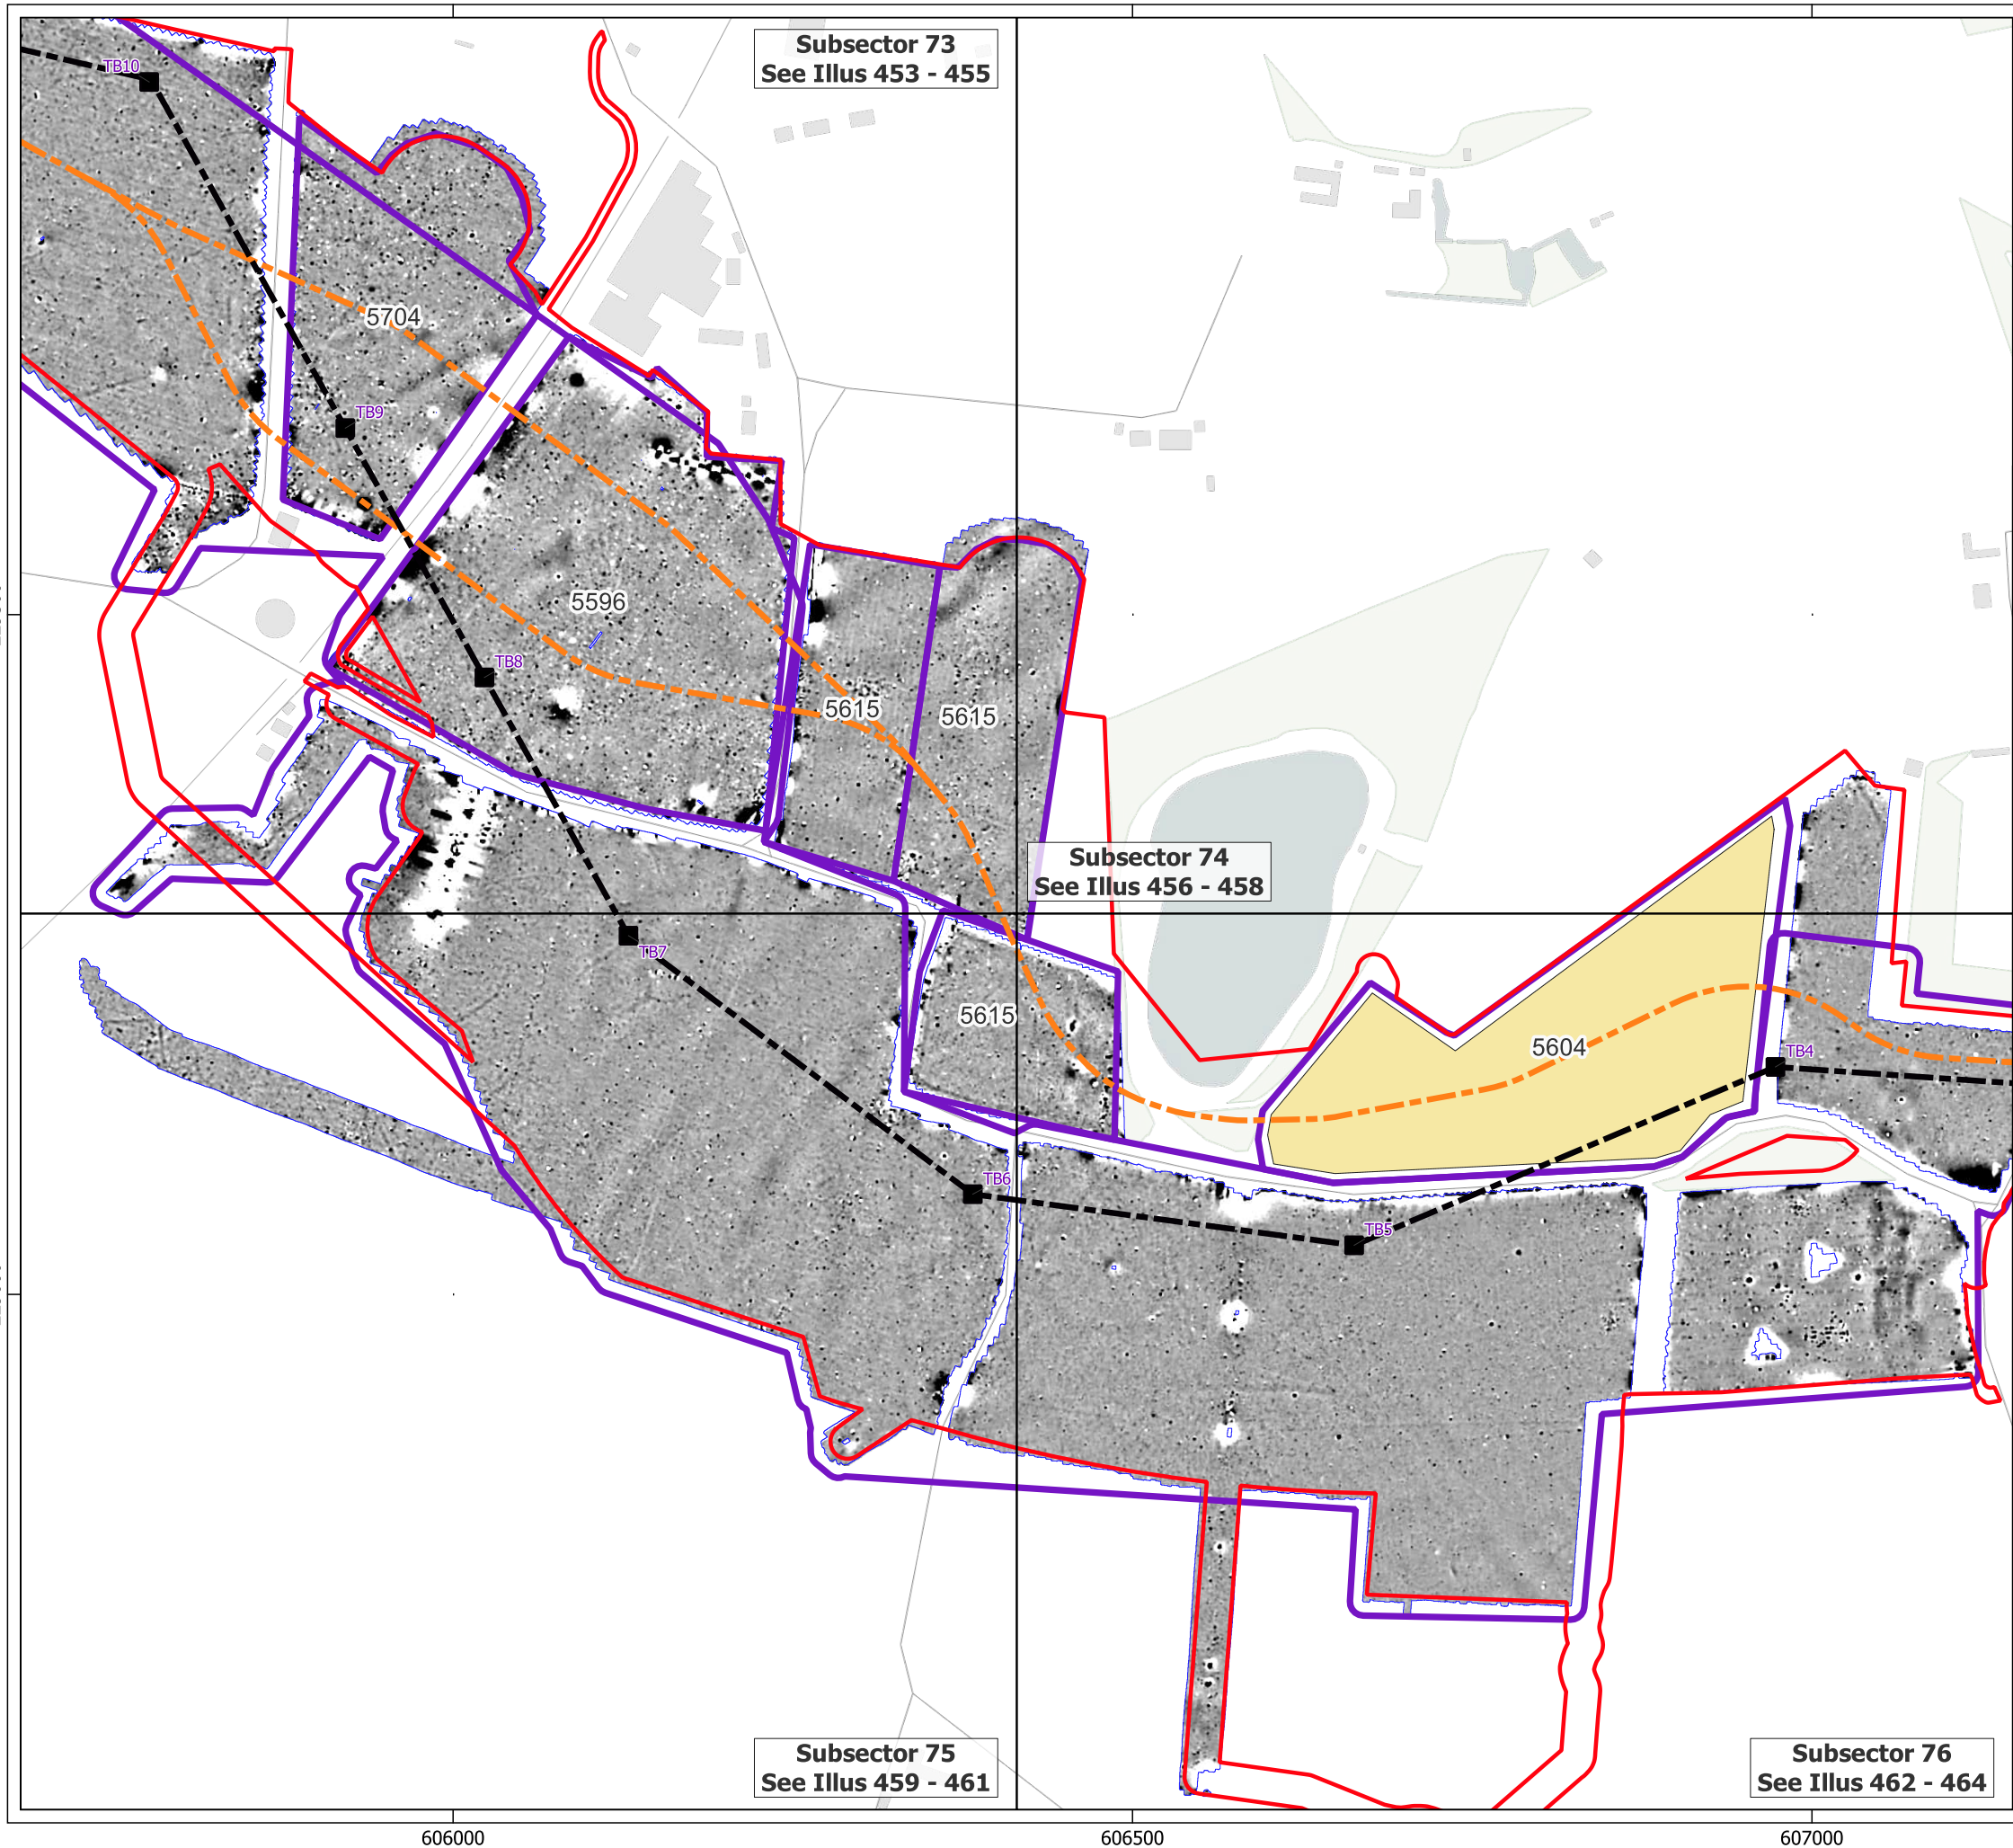 Subsector 73
See Illus 453 - 455
TB10
5704
TB9
5596
TB8
5615
5615
Subsector 74
See Illus 456 - 458
TB7
5615
5604
TB4
TB6
TB5
Subsector 75
See Illus 459 - 461
Subsector 76
See Illus 462 - 464
606000
606500
607000